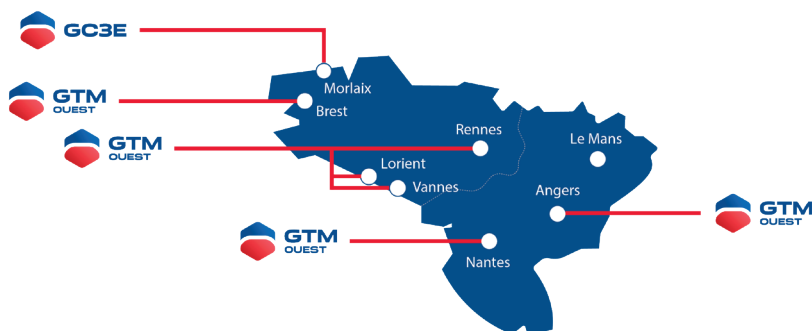 GC3E
Morlaix
GTM
OUEST
Brest
GTM
OUEST
Rennes
Le Mans
Lorient
Vannes
Angers
GTM
OUEST
GTM
OUEST
Nantes